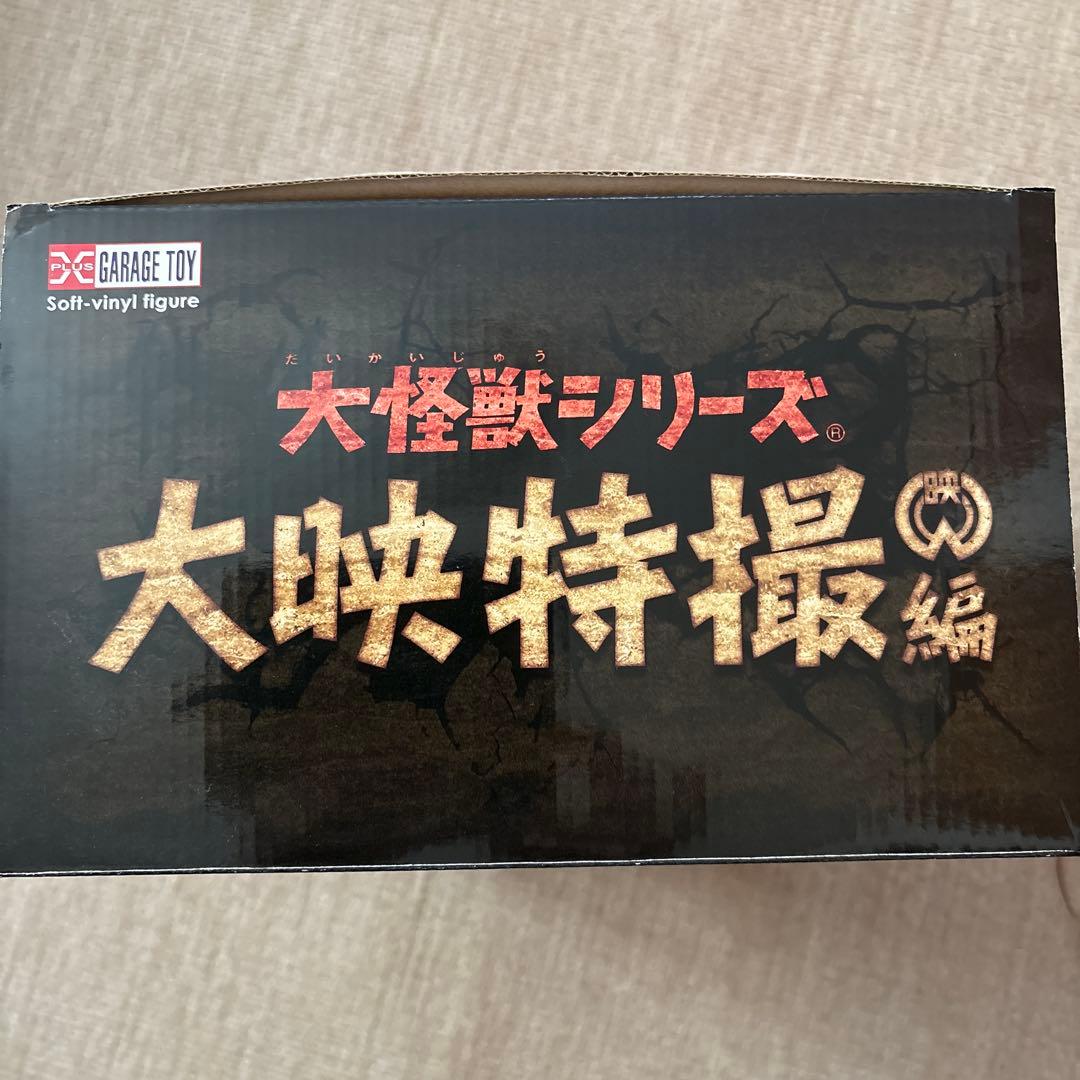 X PLUS GARAGE TOY
Soft-vinyl figure
だいかいじゅう
大怪獣シリーズ®
大映特撮 映 編